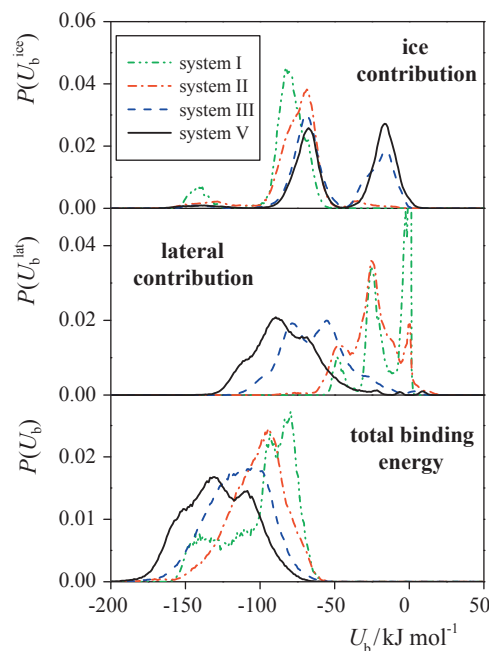 0.06
0.04
0.02
0.00
P(U_b^ice)
system I
system II
system III
system V
ice
contribution
0.04
0.02
0.00
P(U_b^lat)
lateral
contribution
0.02
0.01
0.00
P(U_b)
total binding
energy
-200 -150 -100 -50 0 50
U_b/kJ mol^-1